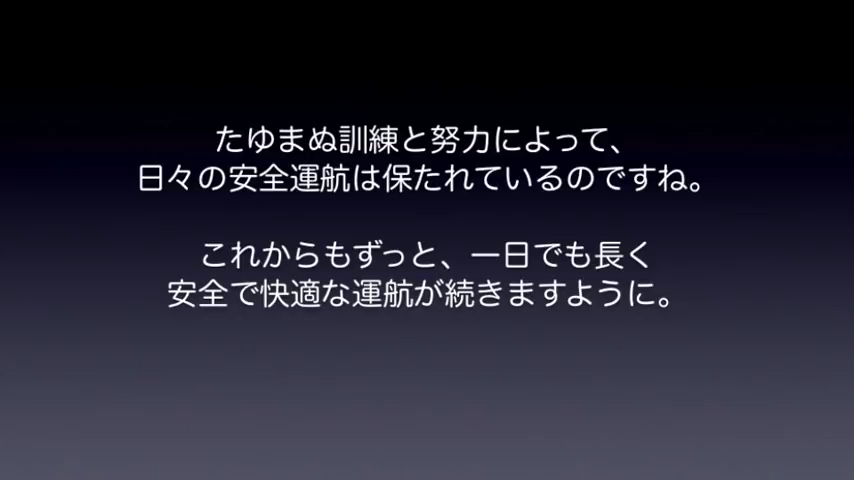 たゆまぬ訓練と努力によって、
日々の安全運航は保たれているのですね。
これからもずっと、一日でも長く
安全で快適な運航が続きますように。